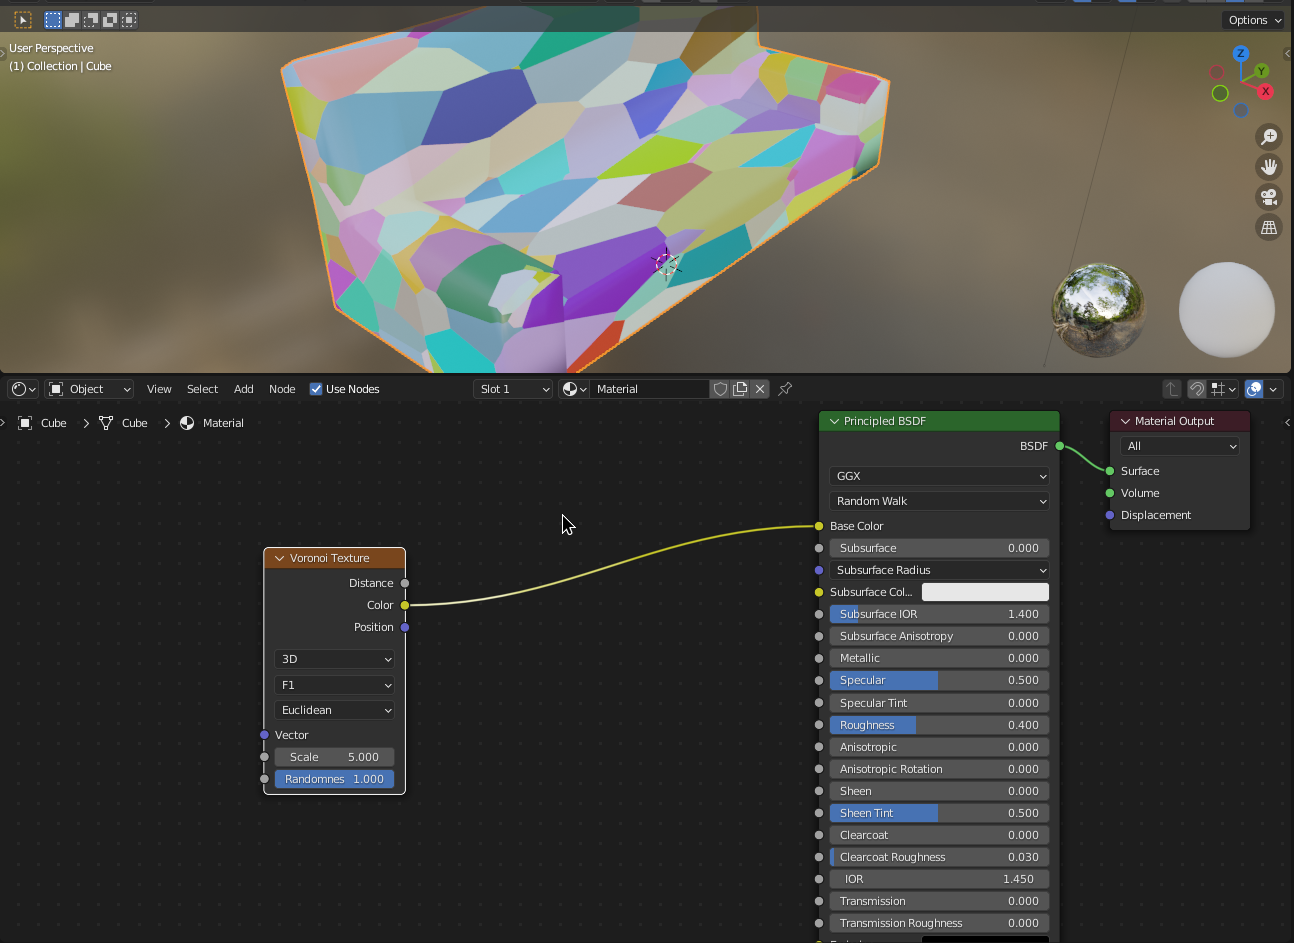 Options
User Perspective
(1) Collection | Cube
Z
Y
X
Object
View
Select
Add
Node
Use Nodes
Slot 1
Material
Cube
Cube
Material
Principled BSDF
BSDF
GGX
Random Walk
Base Color
Subsurface 0.000
Subsurface Radius
Subsurface Col...
Subsurface IOR 1.400
Subsurface Anisotropy 0.000
Metallic 0.000
Specular 0.500
Specular Tint 0.000
Roughness 0.400
Anisotropic 0.000
Anisotropic Rotation 0.000
Sheen 0.000
Sheen Tint 0.500
Clearcoat 0.000
Clearcoat Roughness 0.030
IOR 1.450
Transmission 0.000
Transmission Roughness 0.000
Material Output
All
Surface
Volume
Displacement
Voronoi Texture
Distance
Color
Position
3D
F1
Euclidean
Vector
Scale 5.000
Randomnes 1.000